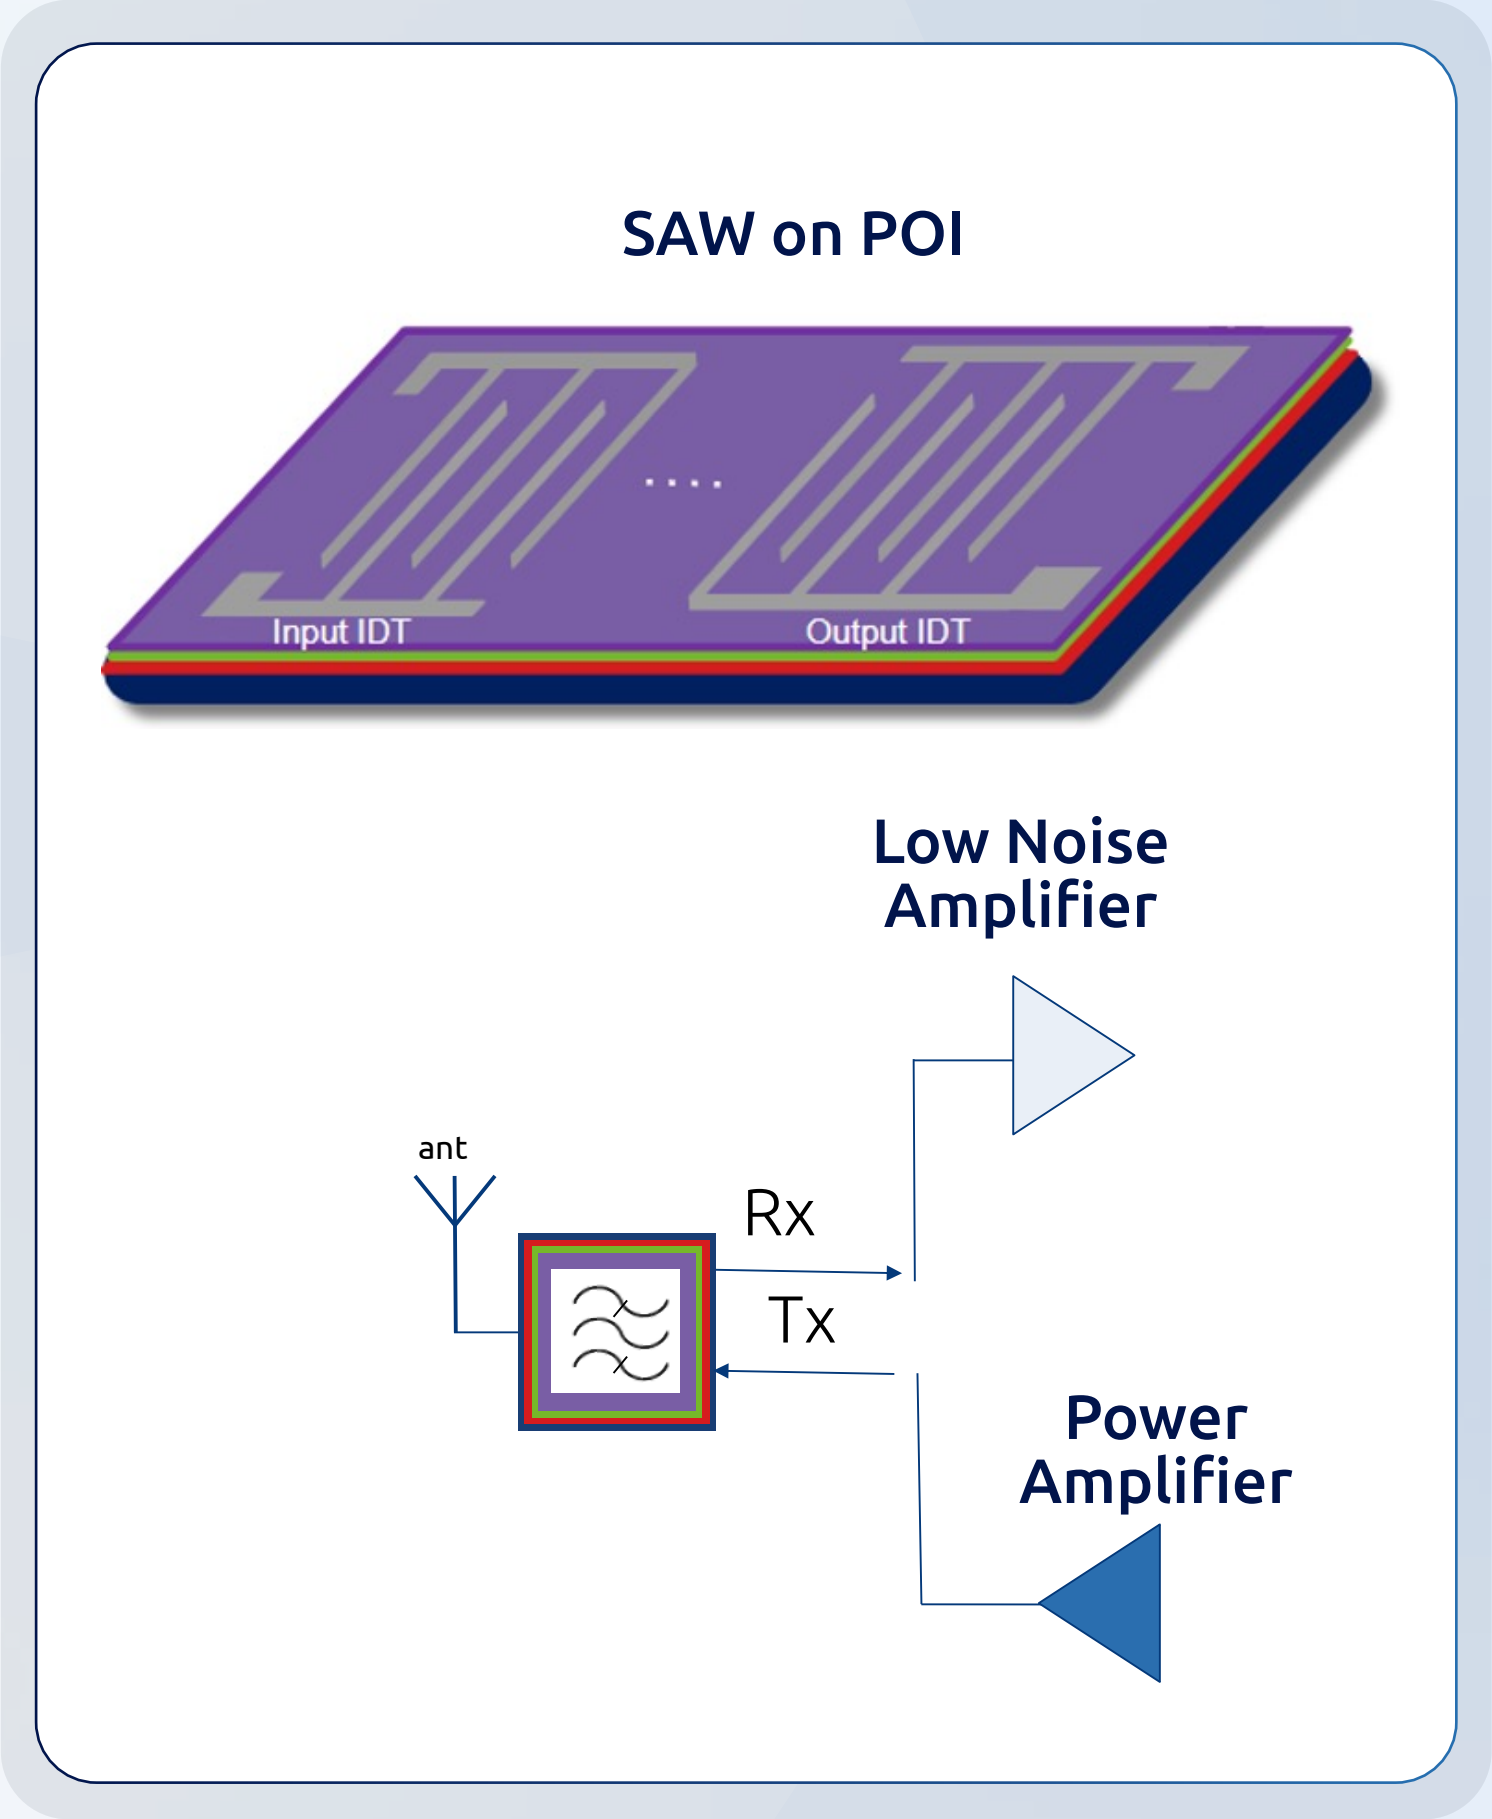 SAW on POI
....
Input IDT
Output IDT
Low Noise
Amplifier
ant
Rx
Tx
Power
Amplifier